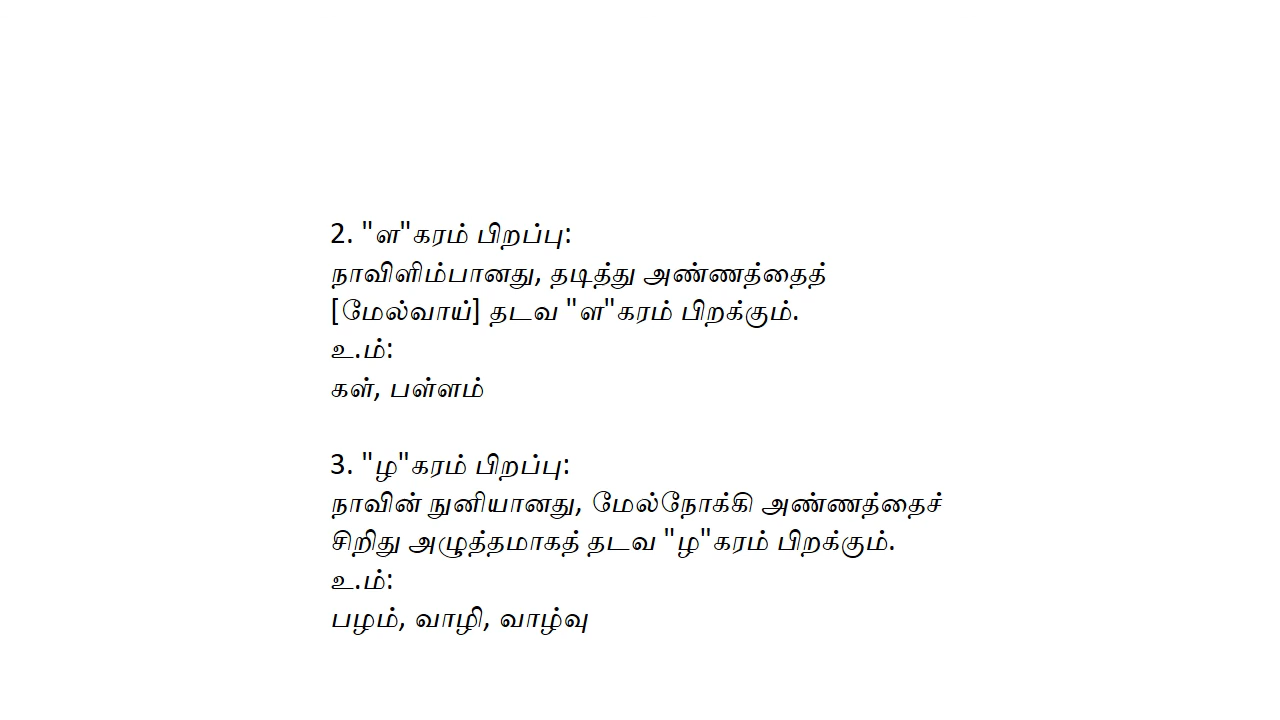 2. "ள"கரம் பிறப்பு:
நாவிளிம்பானது, தடித்து அண்ணத்தைத்
[மேல்வாய்] தடவ "ள"கரம் பிறக்கும்.
உ.ம்:
கள், பள்ளம்
3. "ழ"கரம் பிறப்பு:
நாவின் நுனியானது, மேல்நோக்கி அண்ணத்தைச்
சிறிது அழுத்தமாகத் தடவ "ழ"கரம் பிறக்கும்.
உ.ம்:
பழம், வாழி, வாழ்வு